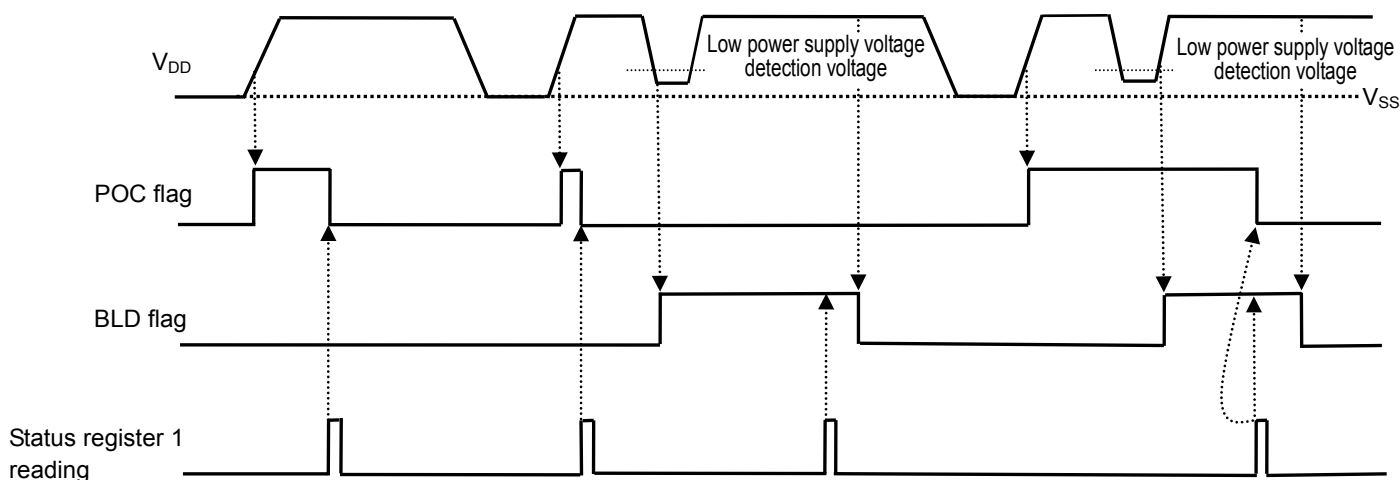 Low power supply voltage
detection voltage
Low power supply voltage
detection voltage
VDD
VSS
POC flag
BLD flag
Status register 1
reading